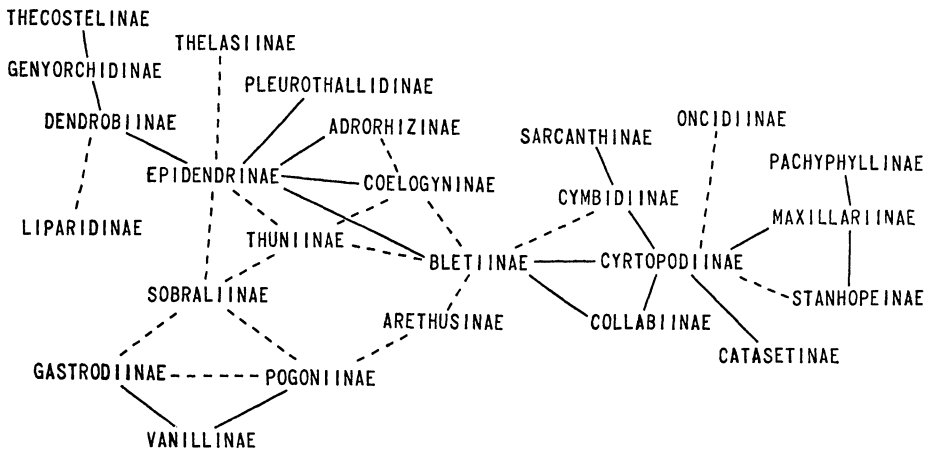 THECOSTELINAE
THELASIINAE
GENYORCHIDINAE
PLEUROTHALLIDINAE
DENDROBIINAE
ADRORHIZINAE
ONCIDIINAE
SARCANTHINAE
PACHYPHYLLINAE
EPIDENDRINAE
COELOGYNINAE
CYMBIDIINAE
MAXILLARIINAE
LIPARIDINAE
THUNIINAE
BLETIINAE
CYRTOPODIINAE
SOBRALIINAE
STANHOPEINAE
ARETHUSINAE
COLLABIINAE
CATASETINAE
GASTRODIINAE
POGONIINAE
VANILLINAE